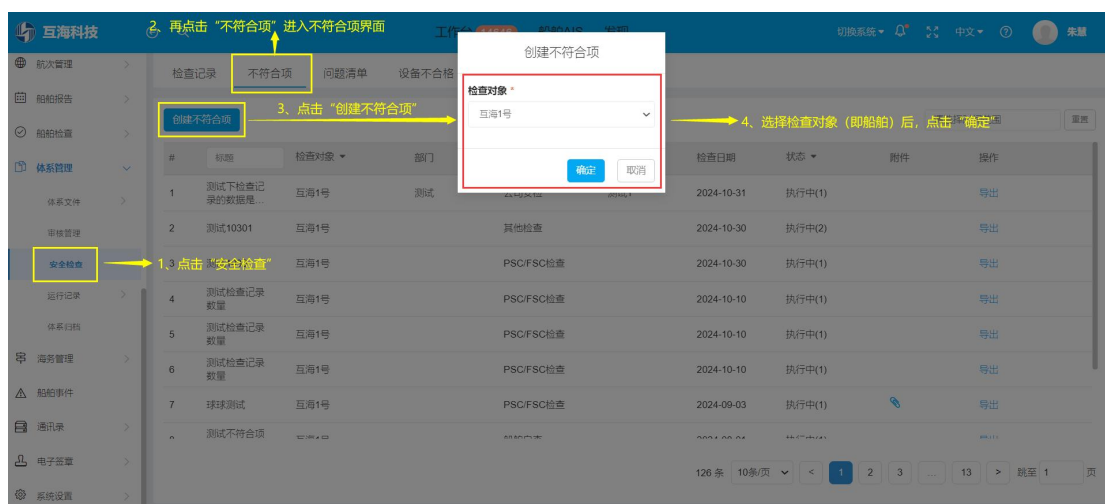 互海科技
2、再点击“不符合项”进入不符合项界面
工作台
船舶AIS
发现
切换系统
中文
朱慧
航次管理
船舶报告
船舶检查
体系管理
体系文件
审核管理
安全检查
运行记录
体系归档
海务管理
船舶事件
通讯录
电子签章
系统设置
检查记录
不符合项
问题清单
设备不合格
创建不符合项
3、点击“创建不符合项”
创建不符合项
检查对象 *
互海1号
确定
取消
4、选择检查对象（即船舶）后，点击“确定”
重置
1、点击“安全检查”
# 标题 检查对象 部门 检查日期 状态 附件 操作
1 测试下检查记录的数据是... 互海1号 测试 公司安检 测试1 2024-10-31 执行中(1) 导出
2 测试10301 互海1号 其他检查 2024-10-30 执行中(2) 导出
3 互海1号 PSC/FSC检查 2024-10-30 执行中(1) 导出
4 测试检查记录数量 互海1号 PSC/FSC检查 2024-10-10 执行中(1) 导出
5 测试检查记录数量 互海1号 PSC/FSC检查 2024-10-10 执行中(1) 导出
6 测试检查记录数量 互海1号 PSC/FSC检查 2024-10-10 执行中(1) 导出
7 球球测试 互海1号 PSC/FSC检查 2024-09-03 执行中(1) 导出
测试不符合项
126 条 10条/页 < 1 2 3 ... 13 > 跳至 1 页